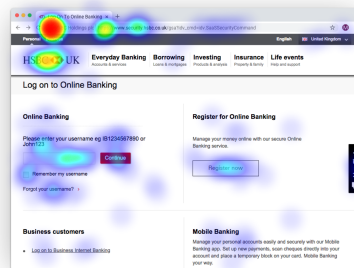 Log On To Online Banking
www.security.hsbc.co.uk/gsa?idv_cmd=idv.SaaSSecurityCommand
Personal
English
United Kingdom
HSBC UK
Everyday Banking
Accounts & services
Borrowing
Loans & mortgages
Investing
Products & analysis
Insurance
Property & family
Life events
Help and support
Log on to Online Banking
Online Banking
Please enter your username eg IB1234567890 or
John123
Continue
Remember my username
Forgot your username?
Register for Online Banking
Manage your money online with our secure Online
Banking service.
Register now
Business customers
Log on to Business Internet Banking
Mobile Banking
Manage your personal accounts easily and securely with our Mobile
Banking app. Set up new payments, scan cheques directly into your
account and place a temporary block on your card. Mobile Banking
your way.